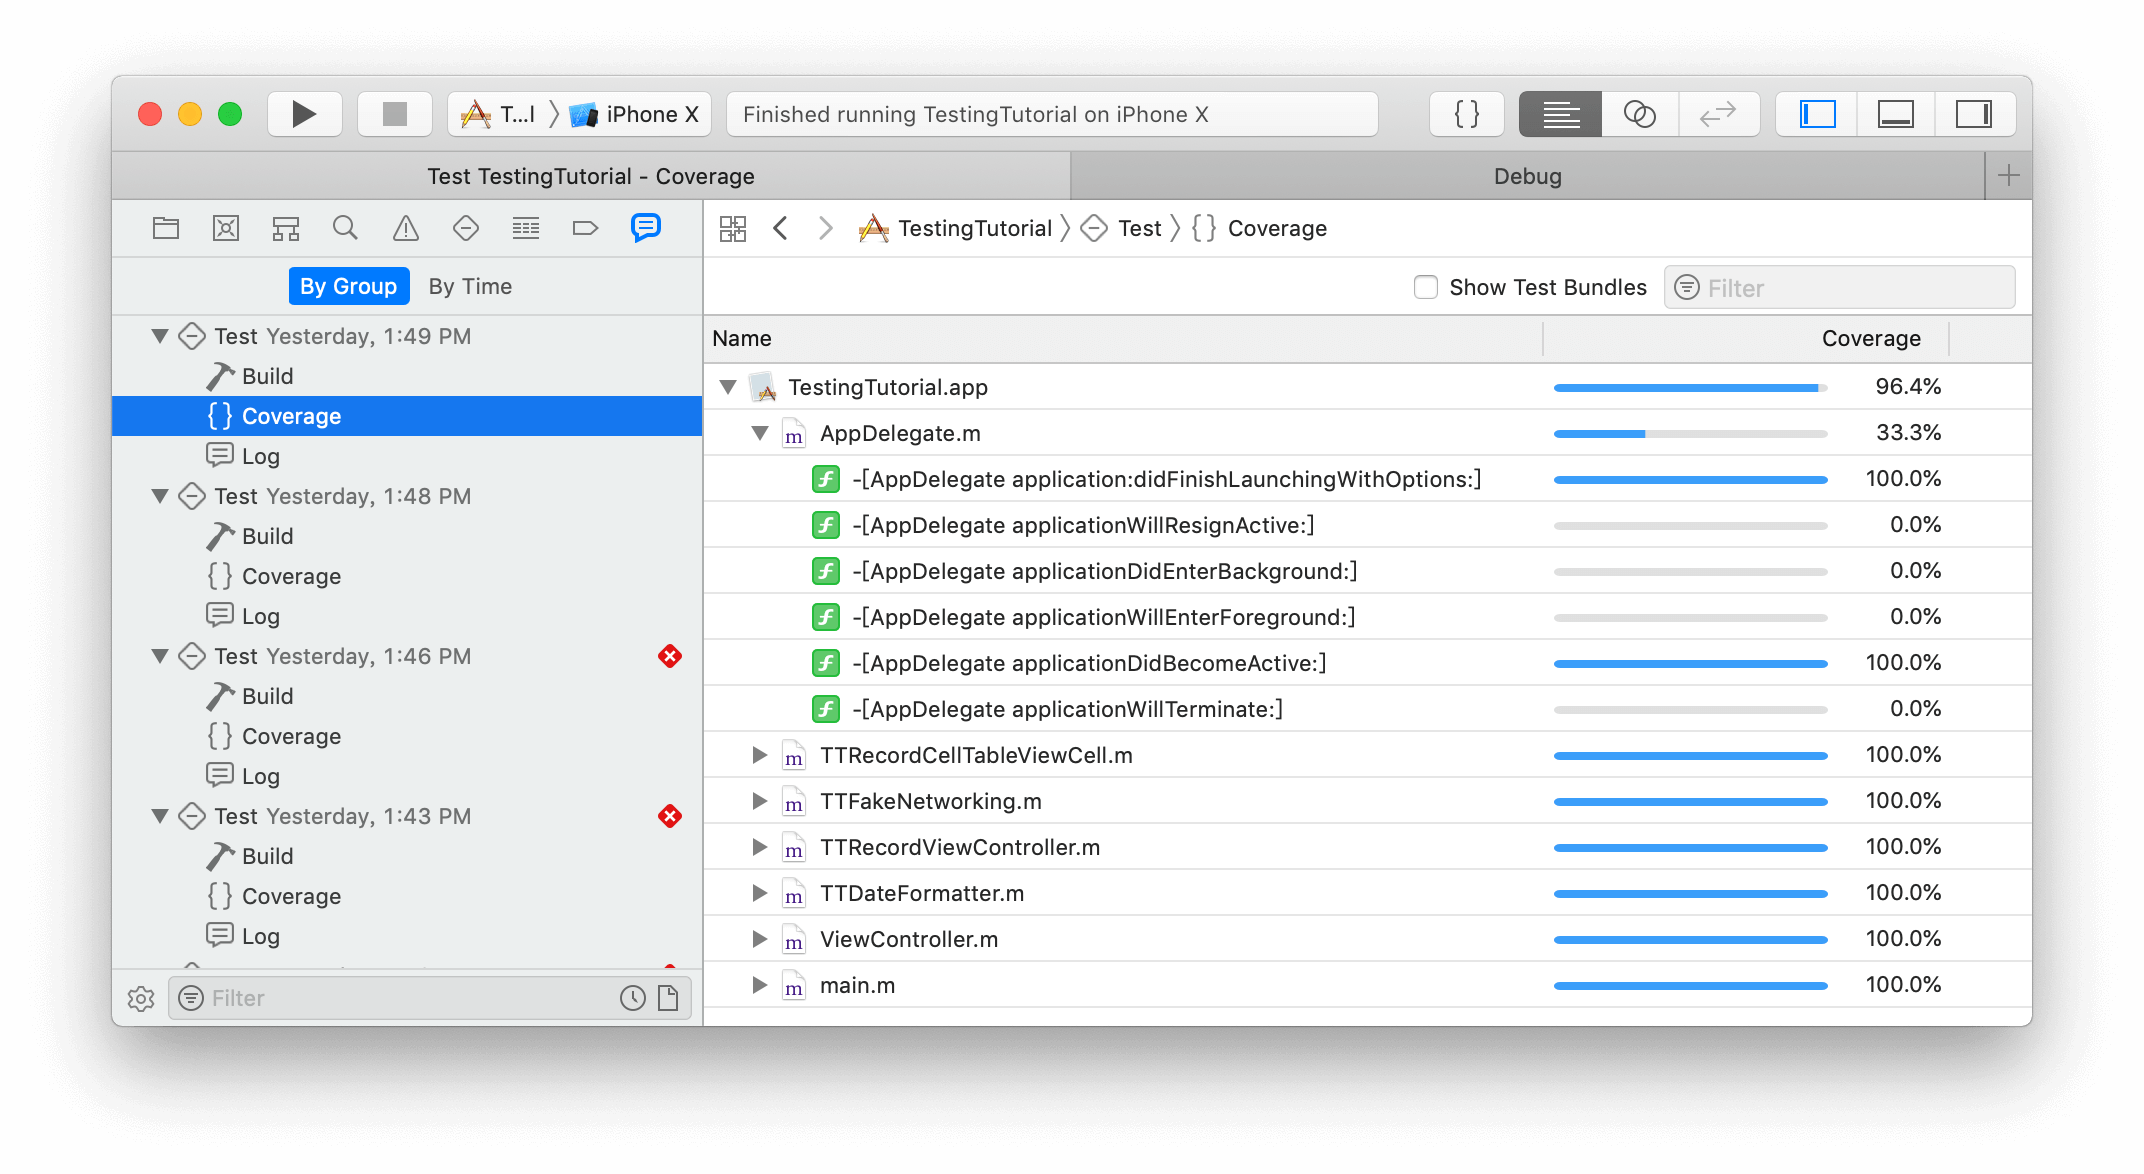 T...l
iPhone X
Finished running TestingTutorial on iPhone X
{ }
Test TestingTutorial - Coverage
Debug
TestingTutorial
Test
{ } Coverage
By Group
By Time
Show Test Bundles
Filter
Name
Coverage
Test Yesterday, 1:49 PM
Build
{ } Coverage
Log
Test Yesterday, 1:48 PM
Build
{ } Coverage
Log
Test Yesterday, 1:46 PM
Build
{ } Coverage
Log
Test Yesterday, 1:43 PM
Build
{ } Coverage
Log
Filter
TestingTutorial.app 96.4%
m AppDelegate.m 33.3%
f -[AppDelegate application:didFinishLaunchingWithOptions:] 100.0%
f -[AppDelegate applicationWillResignActive:] 0.0%
f -[AppDelegate applicationDidEnterBackground:] 0.0%
f -[AppDelegate applicationWillEnterForeground:] 0.0%
f -[AppDelegate applicationDidBecomeActive:] 100.0%
f -[AppDelegate applicationWillTerminate:] 0.0%
m TTRecordCellTableViewCell.m 100.0%
m TTFakeNetworking.m 100.0%
m TTRecordViewController.m 100.0%
m TTDateFormatter.m 100.0%
m ViewController.m 100.0%
m main.m 100.0%